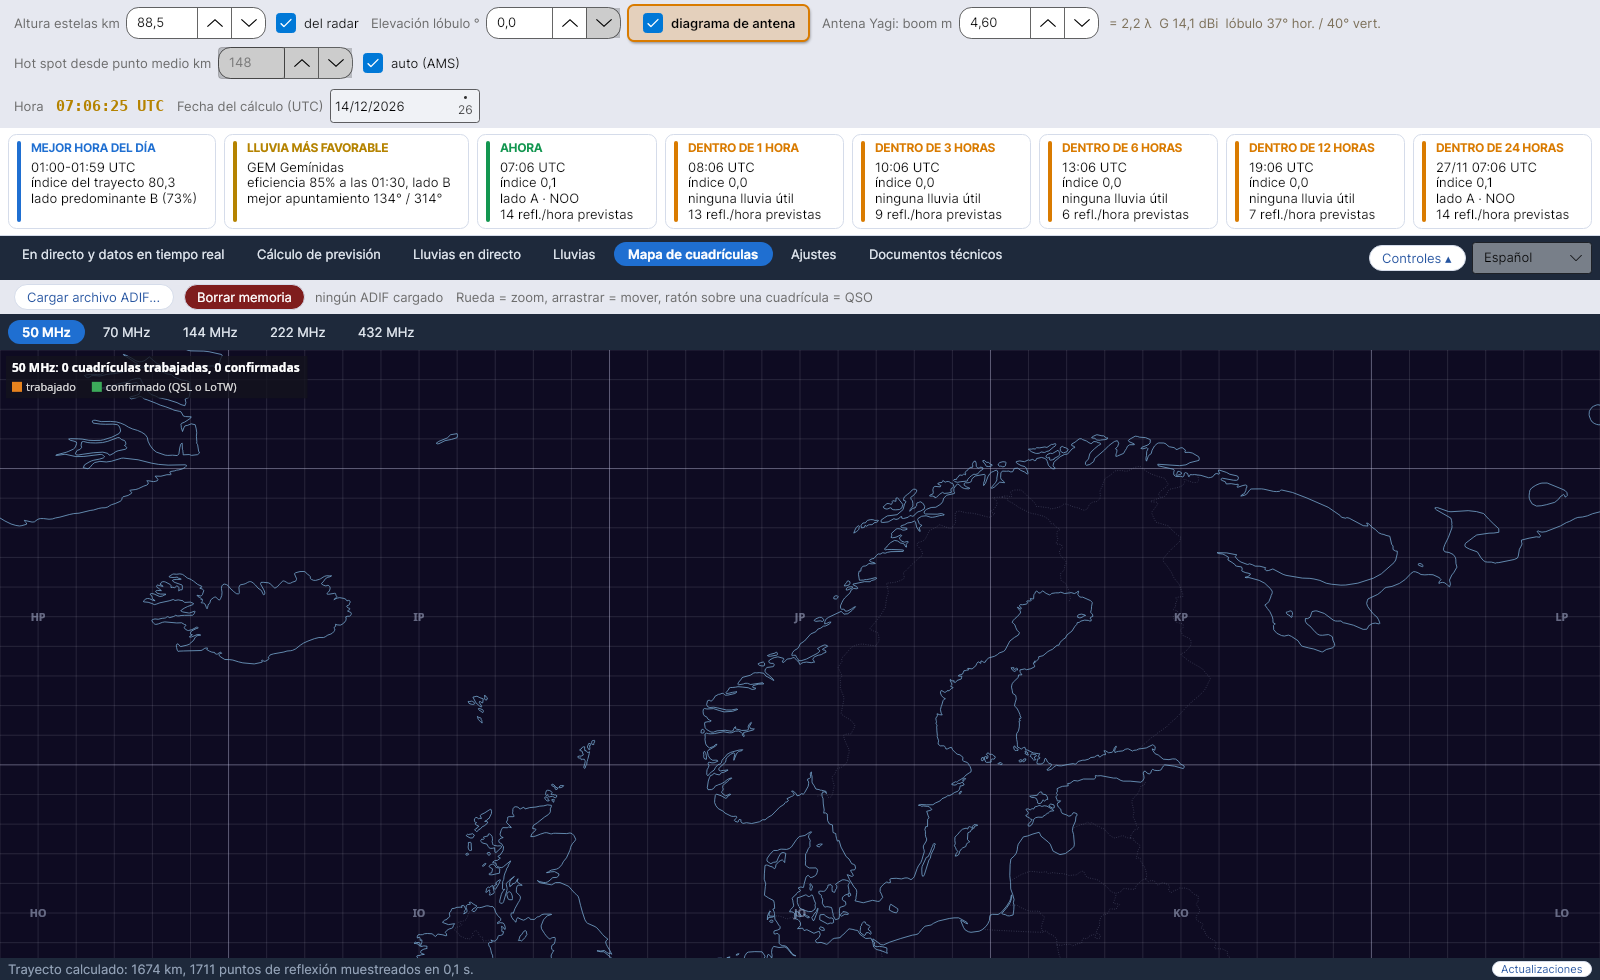 Altura estelas km 88,5 del radar Elevación lóbulo ° 0,0 diagrama de antena Antena Yagi: boom m 4,60 = 2,2 λ G 14,1 dBi lóbulo 37° hor. / 40° vert.
Hot spot desde punto medio km 148 auto (AMS)
Hora 07:06:25 UTC Fecha del cálculo (UTC) 14/12/2026 26
MEJOR HORA DEL DÍA
01:00-01:59 UTC
índice del trayecto 80,3
lado predominante B (73%)
LLUVIA MÁS FAVORABLE
GEM Gemínidas
eficiencia 85% a las 01:30, lado B
mejor apuntamiento 134° / 314°
AHORA
07:06 UTC
índice 0,1
lado A · NOO
14 refl./hora previstas
DENTRO DE 1 HORA
08:06 UTC
índice 0,0
ninguna lluvia útil
13 refl./hora previstas
DENTRO DE 3 HORAS
10:06 UTC
índice 0,0
ninguna lluvia útil
9 refl./hora previstas
DENTRO DE 6 HORAS
13:06 UTC
índice 0,0
ninguna lluvia útil
6 refl./hora previstas
DENTRO DE 12 HORAS
19:06 UTC
índice 0,0
ninguna lluvia útil
7 refl./hora previstas
DENTRO DE 24 HORAS
27/11 07:06 UTC
índice 0,1
lado A · NOO
14 refl./hora previstas
En directo y datos en tiempo real Cálculo de previsión Lluvias en directo Lluvias Mapa de cuadrículas Ajustes Documentos técnicos Controles ▴ Español
Cargar archivo ADIF... Borrar memoria ningún ADIF cargado Rueda = zoom, arrastrar = mover, ratón sobre una cuadrícula = QSO
50 MHz 70 MHz 144 MHz 222 MHz 432 MHz
50 MHz: 0 cuadrículas trabajadas, 0 confirmadas
trabajado confirmado (QSL o LoTW)
HP IP JP KP LP
HO IO JO KO LO
Trayecto calculado: 1674 km, 1711 puntos de reflexión muestreados en 0,1 s. Actualizaciones